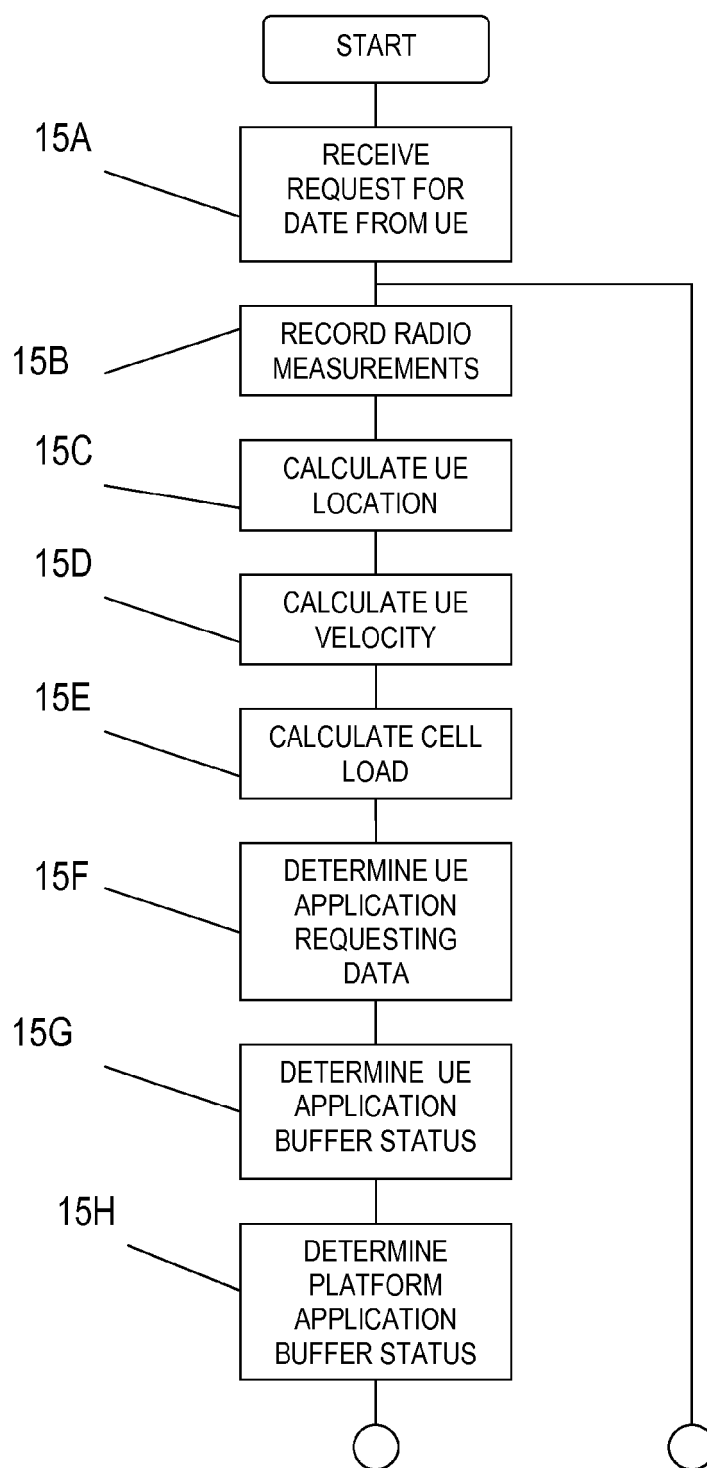 START
15A
RECEIVE
REQUEST FOR
DATE FROM UE
15B
RECORD RADIO
MEASUREMENTS
15C
CALCULATE UE
LOCATION
15D
CALCULATE UE
VELOCITY
15E
CALCULATE CELL
LOAD
15F
DETERMINE UE
APPLICATION
REQUESTING
DATA
15G
DETERMINE UE
APPLICATION
BUFFER STATUS
15H
DETERMINE
PLATFORM
APPLICATION
BUFFER STATUS